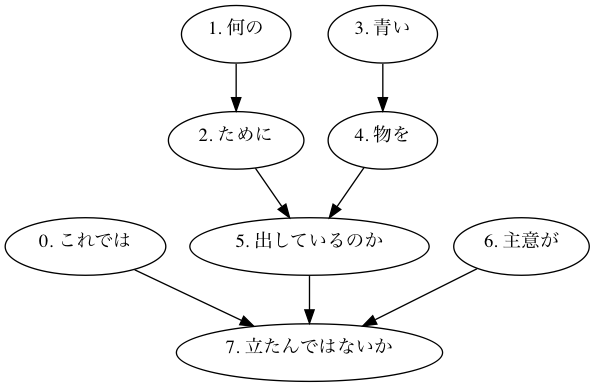 1. 何の
3. 青い
2. ために
4. 物を
0. これでは
5. 出しているのか
6. 主意が
7. 立たんではないか